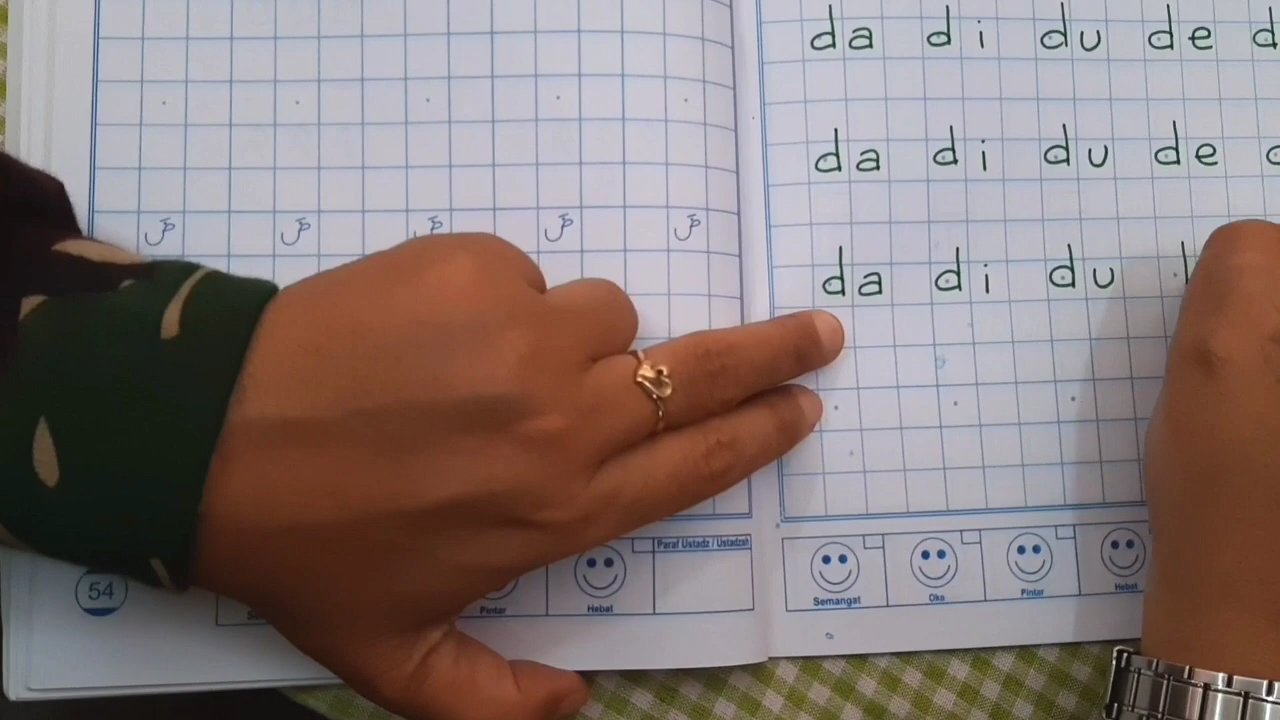 ض ض ض ض ض
54
Pintar
Hebat
Paraf Ustadz / Ustadzah
da di du de d
da di du de
da di du
Semangat
Oke
Pintar
Hebat